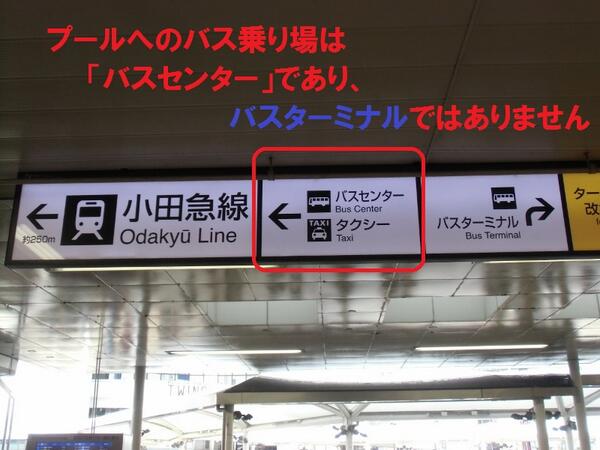 プールへのバス乗り場は
「バスセンター」であり、
バスターミナルではありません
小田急線
Odakyū Line
約250m
バスセンター
Bus Center
TAXI
タクシー
Taxi
バスターミナル
Bus Terminal
ター
改
TWINS